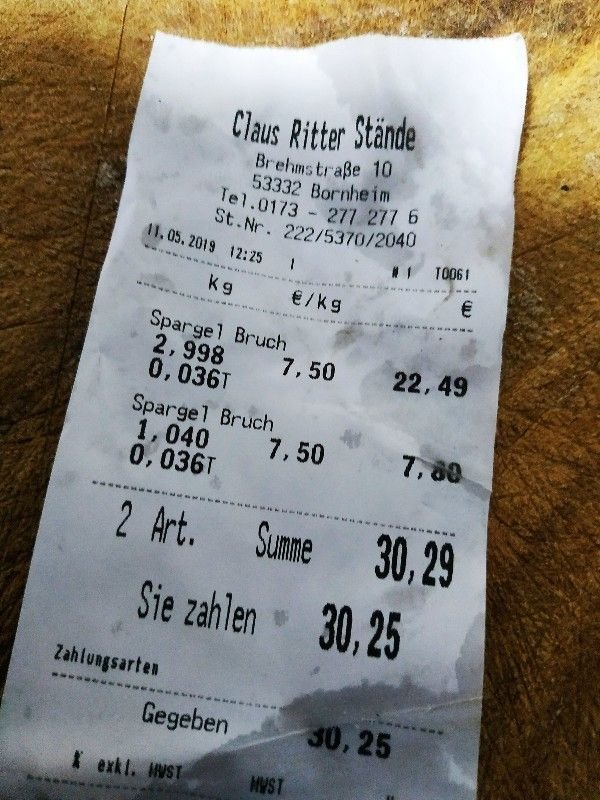 Claus Ritter Stände
Brehmstraße 10
53332 Bornheim
Tel.0173 - 277 277 6
St.Nr. 222/5370/2040
11.05.2019 12:25 1 #1 T0061
kg €/kg €
Spargel Bruch
2,998 7,50 22,49
0,036T
Spargel Bruch
1,040 7,50 7,80
0,036T
2 Art. Summe 30,29
Sie zahlen 30,25
Zahlungsarten
Gegeben 30,25
% exkl. MWST MWST